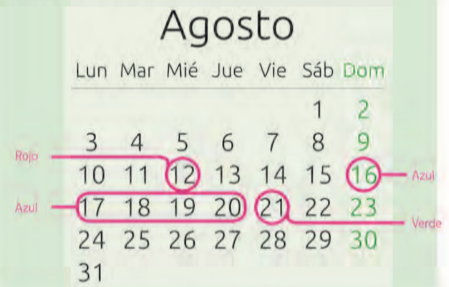 Agosto
Lun Mar Mié Jue Vie Sáb Dom
1 2
3 4 5 6 7 8 9
Rojo
10 11 12 13 14 15 16
Azul
Azul
17 18 19 20 21 22 23
Verde
24 25 26 27 28 29 30
31